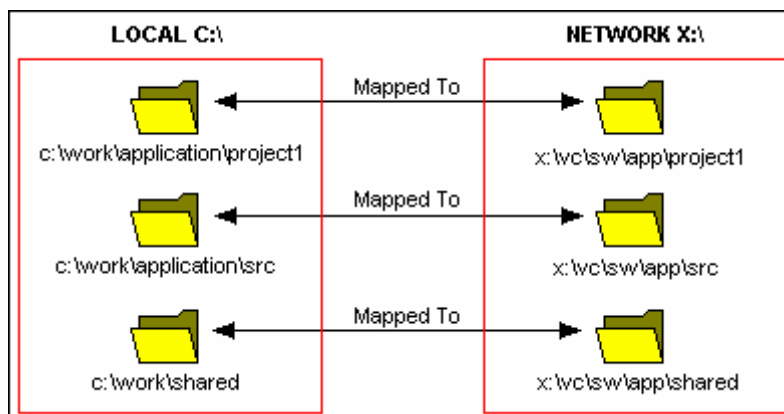 LOCAL C:\ NETWORK X:\
Mapped To
c:\work\application\project1 x:\vc\sw\app\project1
Mapped To
c:\work\application\src x:\vc\sw\app\src
Mapped To
c:\work\shared x:\vc\sw\app\shared